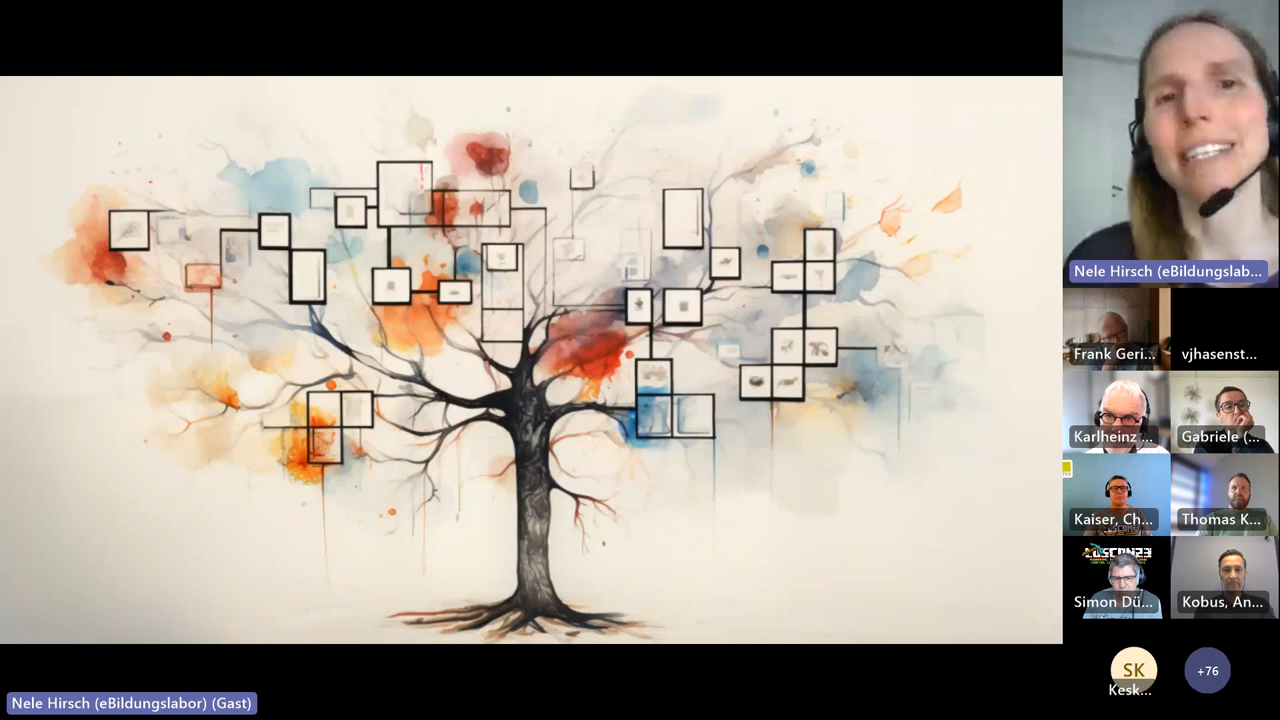 Nele Hirsch (eBildungslab...
Frank Geri...
vjhasenst...
Karlheinz ...
Gabriele (...
Kaiser, Ch...
Thomas K...
Simon Dü...
Kobus, An...
SK
Kesk...
+76
Nele Hirsch (eBildungslabor) (Gast)